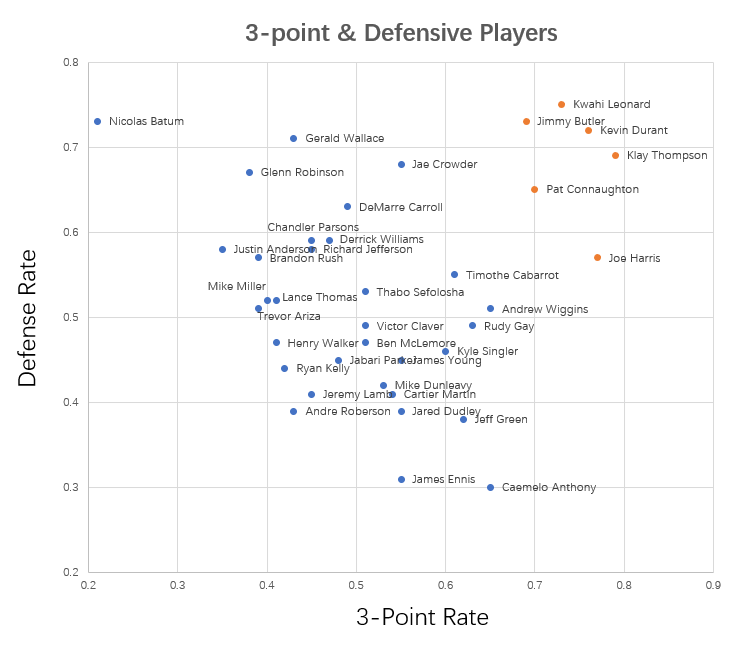 3-point & Defensive Players
0.8
Kwahi Leonard
Nicolas Batum
Jimmy Butler
Kevin Durant
Gerald Wallace
0.7
Klay Thompson
Jae Crowder
Glenn Robinson
Pat Connaughton
DeMarre Carroll
Chandler Parsons
0.6
Derrick Williams
Justin Anderson
Richard Jefferson
Brandon Rush
Joe Harris
Timothe Cabarrot
Mike Miller
Thabo Sefolosha
Lance Thomas
Andrew Wiggins
Trevor Ariza
0.5
Victor Claver
Rudy Gay
Henry Walker
Ben McLemore
Kyle Singler
Jabari Parker
James Young
Ryan Kelly
Mike Dunleavy
Jeremy Lamb
Cartier Martin
0.4
Andre Roberson
Jared Dudley
Jeff Green
James Ennis
0.3
Caemelo Anthony
0.2
0.2
0.3
0.4
0.5
0.6
0.7
0.8
0.9
Defense Rate
3-Point Rate